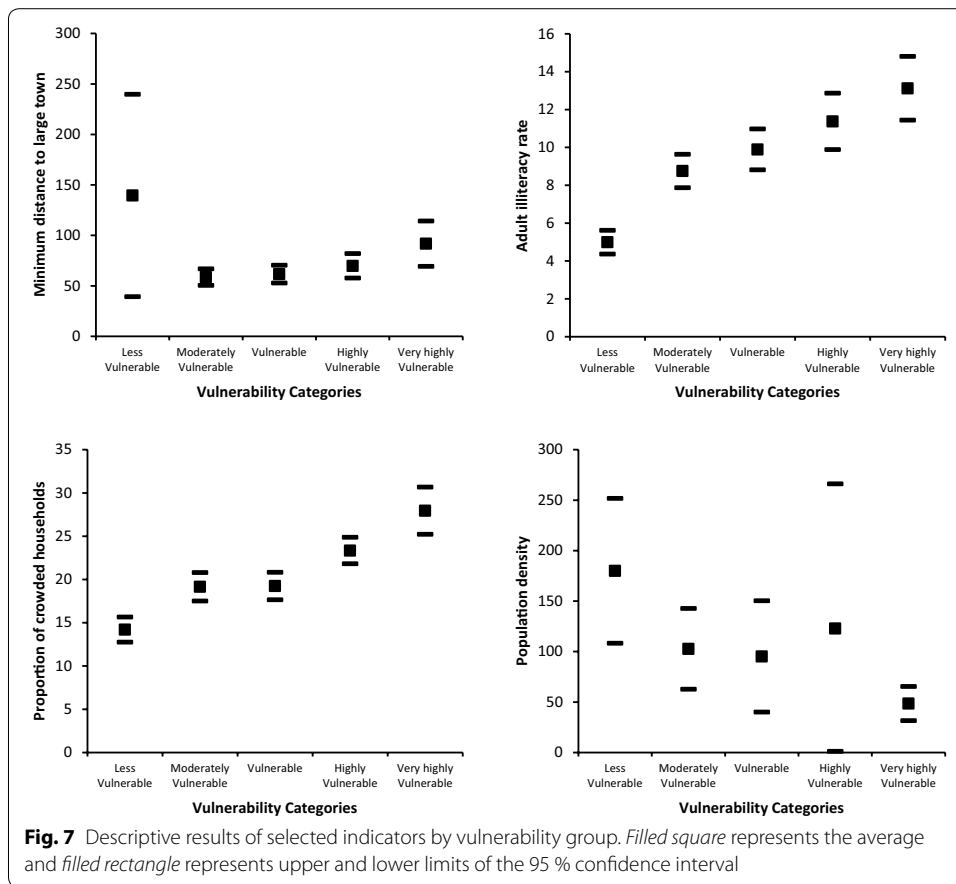 Minimum distance to large town
300
250
200
150
100
50
0
Less Vulnerable
Moderately Vulnerable
Vulnerable
Highly Vulnerable
Very highly Vulnerable
Vulnerability Categories
Adult illiteracy rate
16
14
12
10
8
6
4
2
0
Less Vulnerable
Moderately Vulnerable
Vulnerable
Highly Vulnerable
Very highly Vulnerable
Vulnerability Categories
Proportion of crowded households
35
30
25
20
15
10
5
0
Less Vulnerable
Moderately Vulnerable
Vulnerable
Highly Vulnerable
Very highly Vulnerable
Vulnerability Categories
Population density
300
250
200
150
100
50
0
Less Vulnerable
Moderately Vulnerable
Vulnerable
Highly Vulnerable
Very highly Vulnerable
Vulnerability Categories
Fig. 7 Descriptive results of selected indicators by vulnerability group. Filled square represents the average
and filled rectangle represents upper and lower limits of the 95 % confidence interval